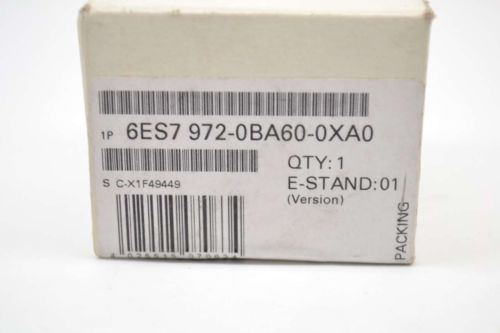 1P 6ES7 972-0BA60-0XA0
QTY: 1
S C-X1F49449
E-STAND:01
(Version)
PACKING